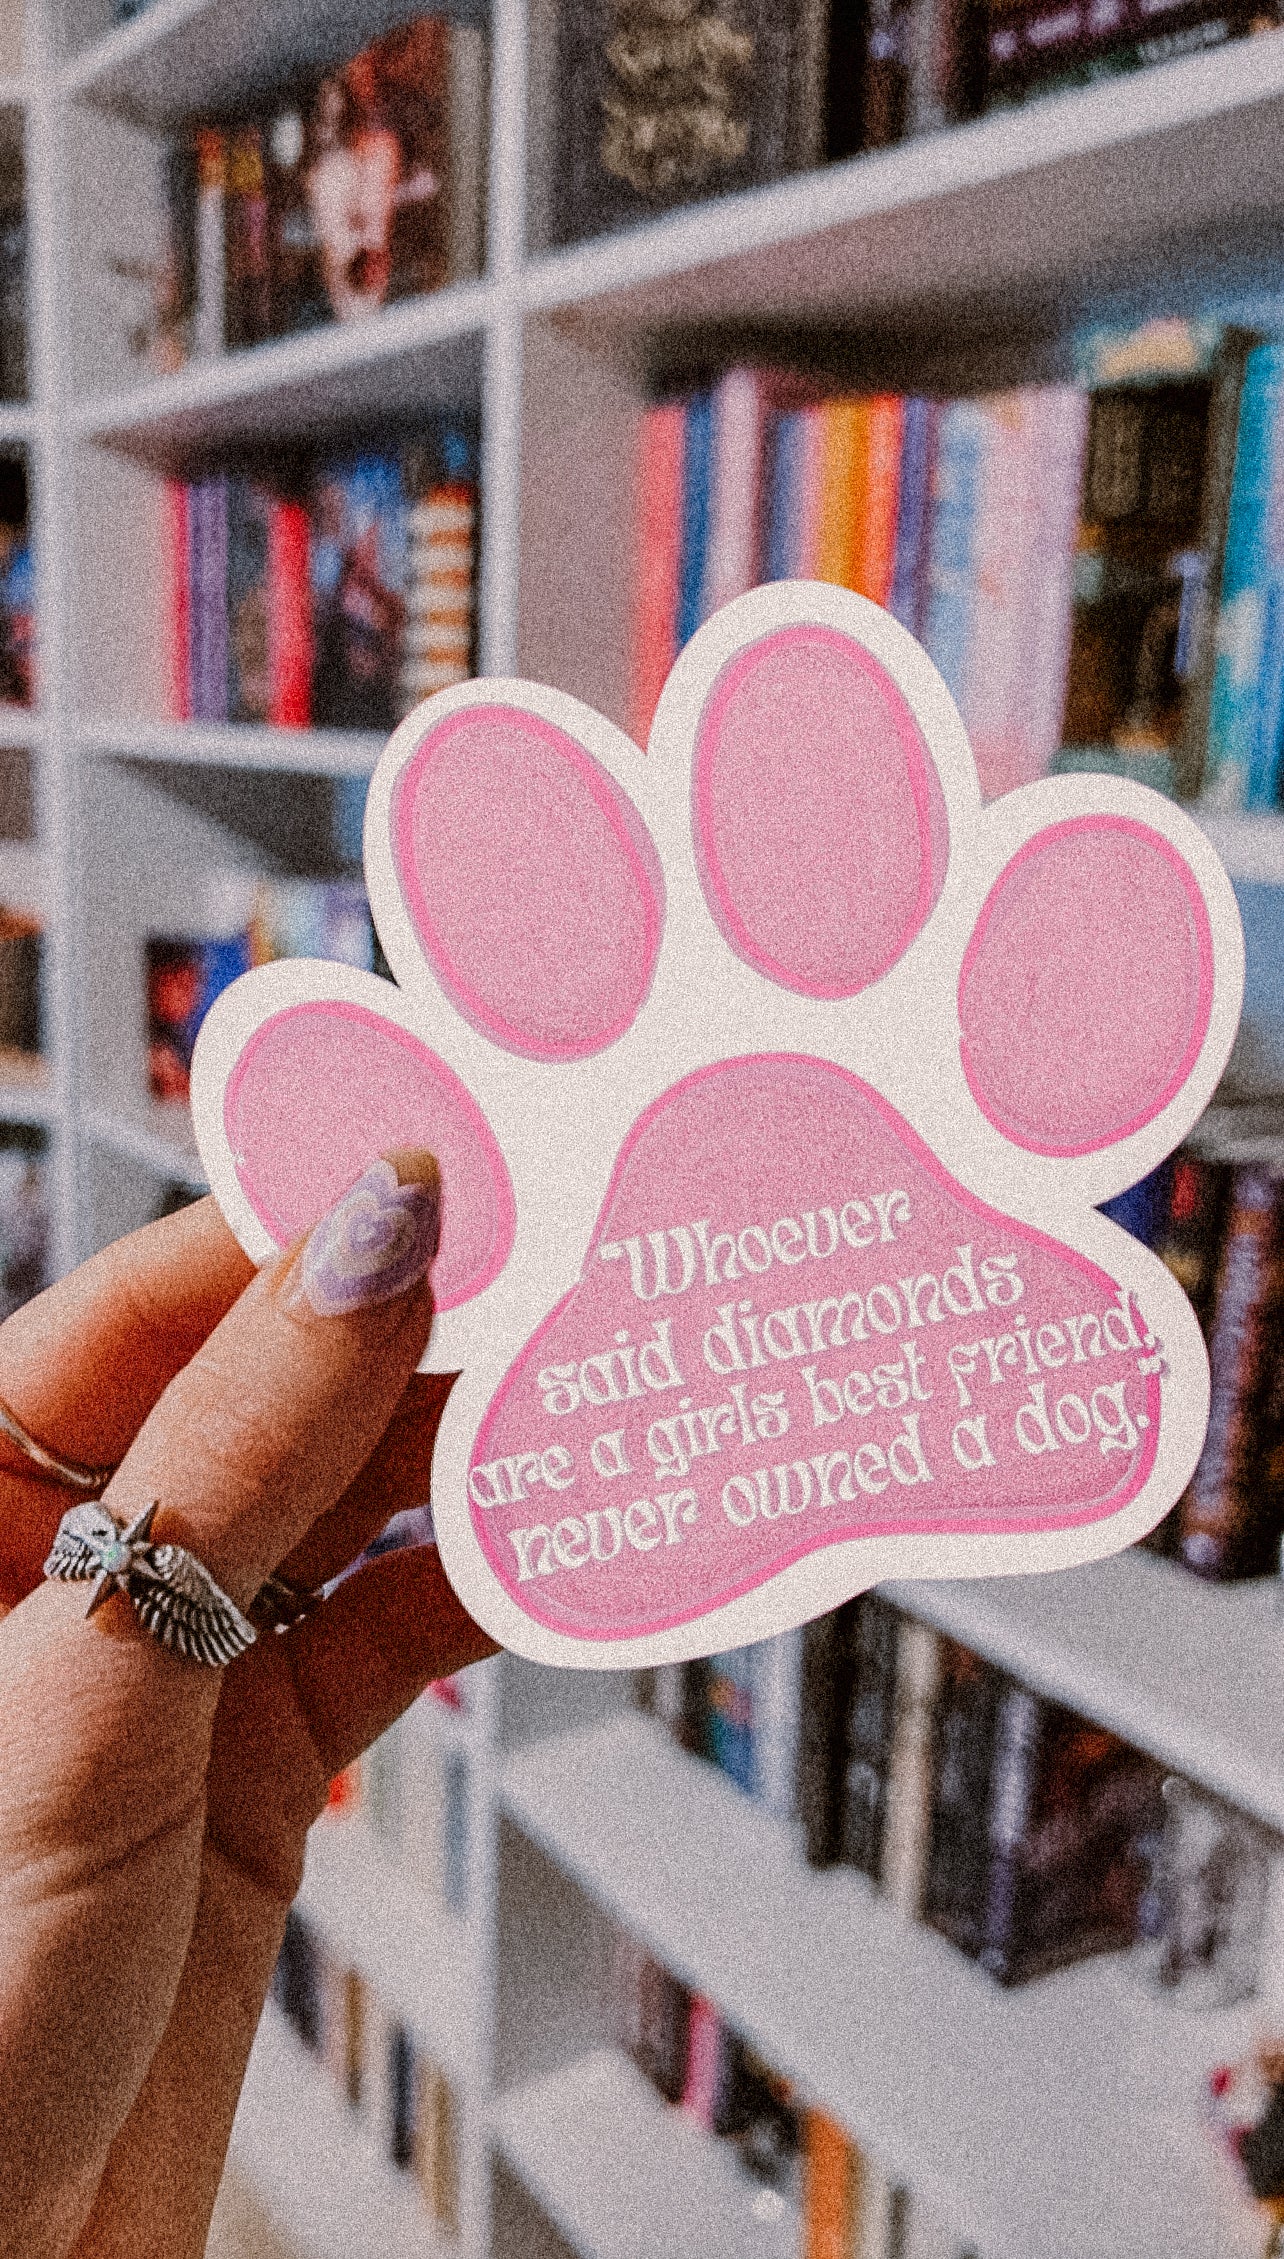 "Whoever
said diamonds
are a girls best friend,
never owned a dog."